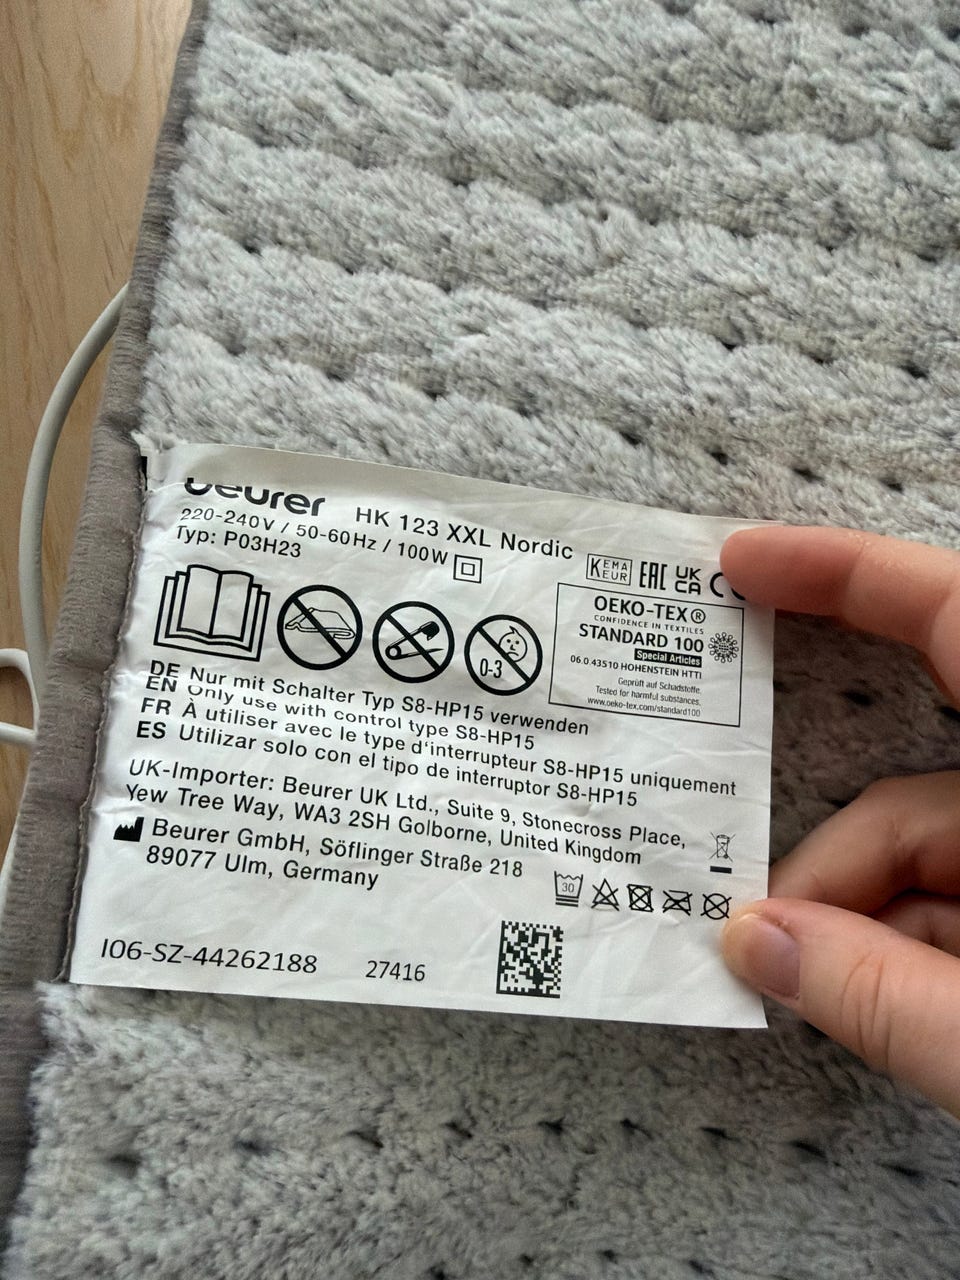 beurer HK 123 XXL Nordic
220-240V / 50-60Hz / 100W
Typ: P03H23
KEMA EUR EAC UK CA CE
0-3
OEKO-TEX®
CONFIDENCE IN TEXTILES
STANDARD 100
Special Articles
06.0.43510 HOHENSTEIN HTTI
Geprüft auf Schadstoffe.
Tested for harmful substances.
www.oeko-tex.com/standard100
DE Nur mit Schalter Typ S8-HP15 verwenden
EN Only use with control type S8-HP15
FR À utiliser avec le type d'interrupteur S8-HP15 uniquement
ES Utilizar solo con el tipo de interruptor S8-HP15
UK-Importer: Beurer UK Ltd., Suite 9, Stonecross Place,
Yew Tree Way, WA3 2SH Golborne, United Kingdom
Beurer GmbH, Söflinger Straße 218
89077 Ulm, Germany
30
I06-SZ-44262188 27416